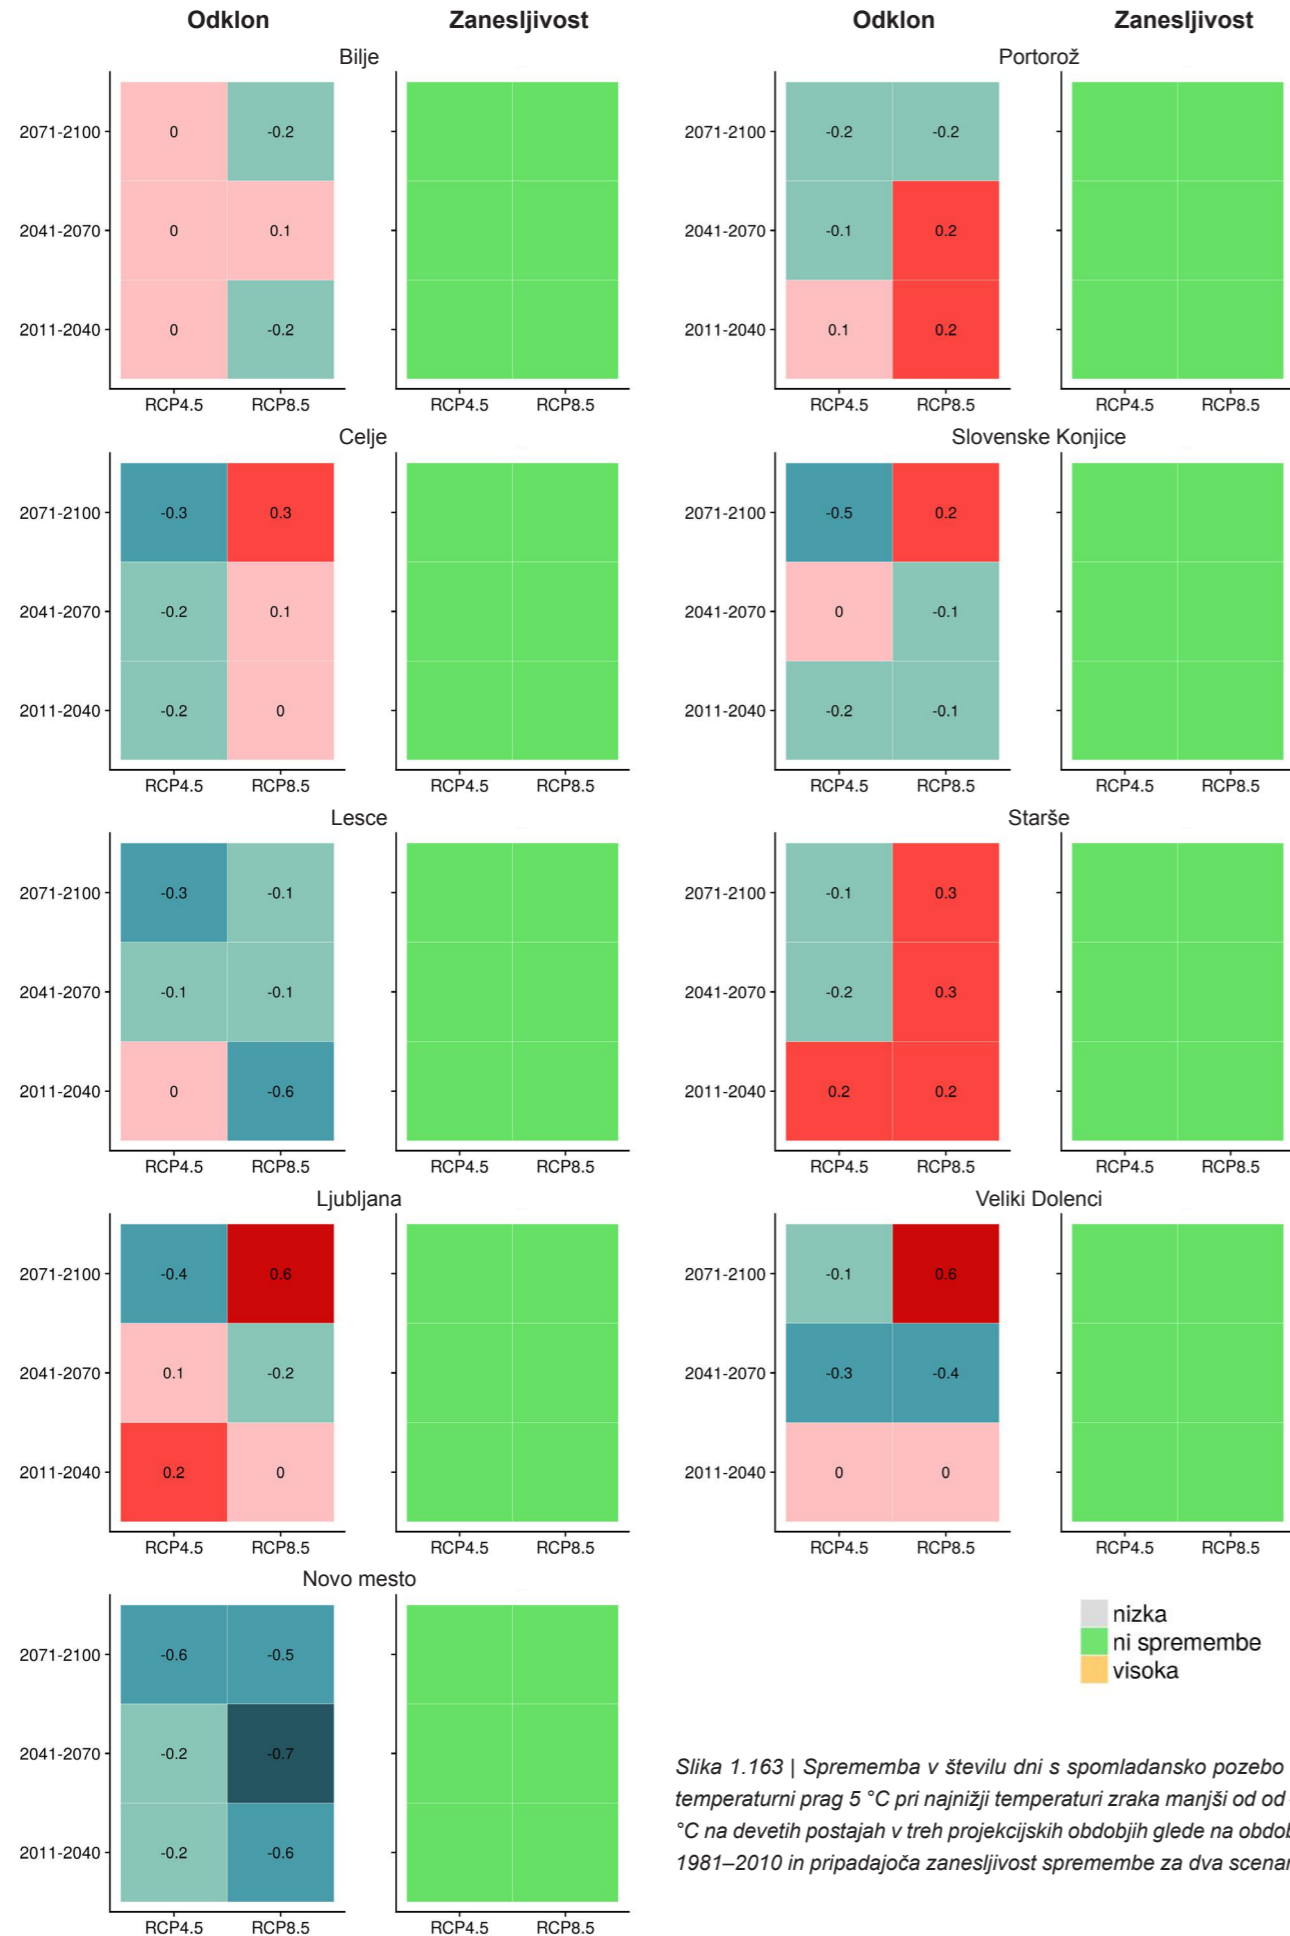 Odklon Zanesljivost Odklon Zanesljivost
Bilje
2071-2100 0 -0.2
2041-2070 0 0.1
2011-2040 0 -0.2
RCP4.5 RCP8.5 RCP4.5 RCP8.5
Portorož
2071-2100 -0.2 -0.2
2041-2070 -0.1 0.2
2011-2040 0.1 0.2
RCP4.5 RCP8.5 RCP4.5 RCP8.5
Celje
2071-2100 -0.3 0.3
2041-2070 -0.2 0.1
2011-2040 -0.2 0
RCP4.5 RCP8.5 RCP4.5 RCP8.5
Slovenske Konjice
2071-2100 -0.5 0.2
2041-2070 0 -0.1
2011-2040 -0.2 -0.1
RCP4.5 RCP8.5 RCP4.5 RCP8.5
Lesce
2071-2100 -0.3 -0.1
2041-2070 -0.1 -0.1
2011-2040 0 -0.6
RCP4.5 RCP8.5 RCP4.5 RCP8.5
Starše
2071-2100 -0.1 0.3
2041-2070 -0.2 0.3
2011-2040 0.2 0.2
RCP4.5 RCP8.5 RCP4.5 RCP8.5
Ljubljana
2071-2100 -0.4 0.6
2041-2070 0.1 -0.2
2011-2040 0.2 0
RCP4.5 RCP8.5 RCP4.5 RCP8.5
Veliki Dolenci
2071-2100 -0.1 0.6
2041-2070 -0.3 -0.4
2011-2040 0 0
RCP4.5 RCP8.5 RCP4.5 RCP8.5
Novo mesto
2071-2100 -0.6 -0.5
2041-2070 -0.2 -0.7
2011-2040 -0.2 -0.6
RCP4.5 RCP8.5 RCP4.5 RCP8.5
nizka
ni spremembe
visoka
Slika 1.163 | Sprememba v številu dni s spomladansko pozebo
temperaturni prag 5 °C pri najnižji temperaturi zraka manjši od od
°C na devetih postajah v treh projekcijskih obdobjih glede na
1981–2010 in pripadajoča zanesljivost spremembe za dva